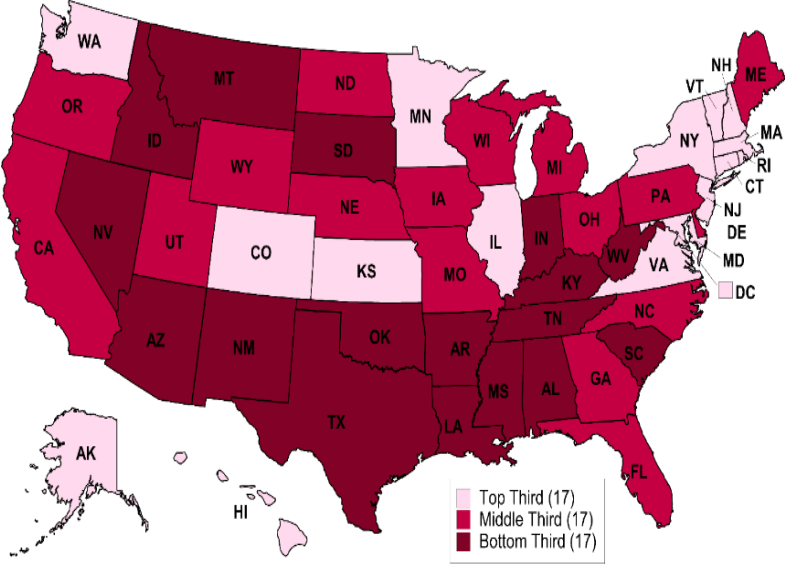 WA
MT
ND
MN
OR
ID
SD
WY
WI
MI
NH
VT
ME
NY
MA
RI
CT
NJ
PA
DE
MD
DC
CA
NV
UT
CO
NE
KS
IA
MO
IL
IN
OH
WV
VA
KY
TN
NC
SC
AZ
NM
OK
AR
TX
LA
MS
AL
GA
FL
AK
HI
Top Third (17)
Middle Third (17)
Bottom Third (17)